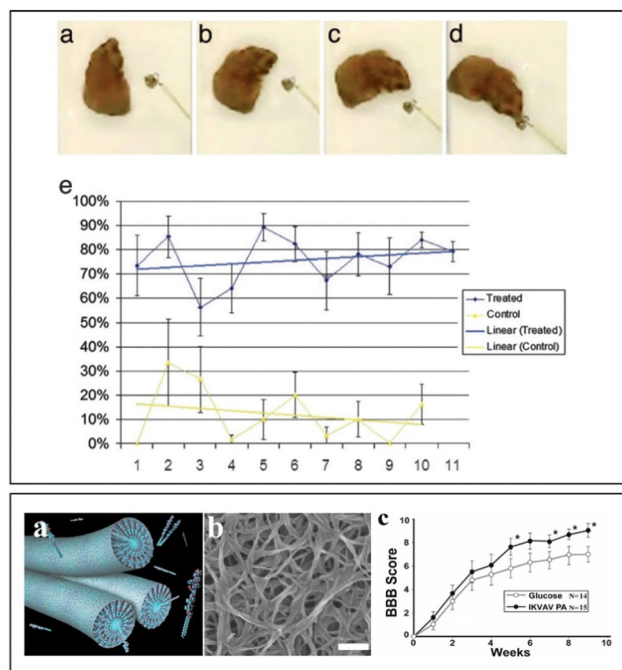 a b c d
e
100%
90%
80%
70%
60%
50%
40%
30%
20%
10%
0%
1 2 3 4 5 6 7 8 9 10 11
Treated
Control
Linear (Treated)
Linear (Control)
a b c
10
8
6
4
2
0
BBB Score
* * * *
Glucose N=14
IKVAV PA N=15
0 2 4 6 8 10
Weeks